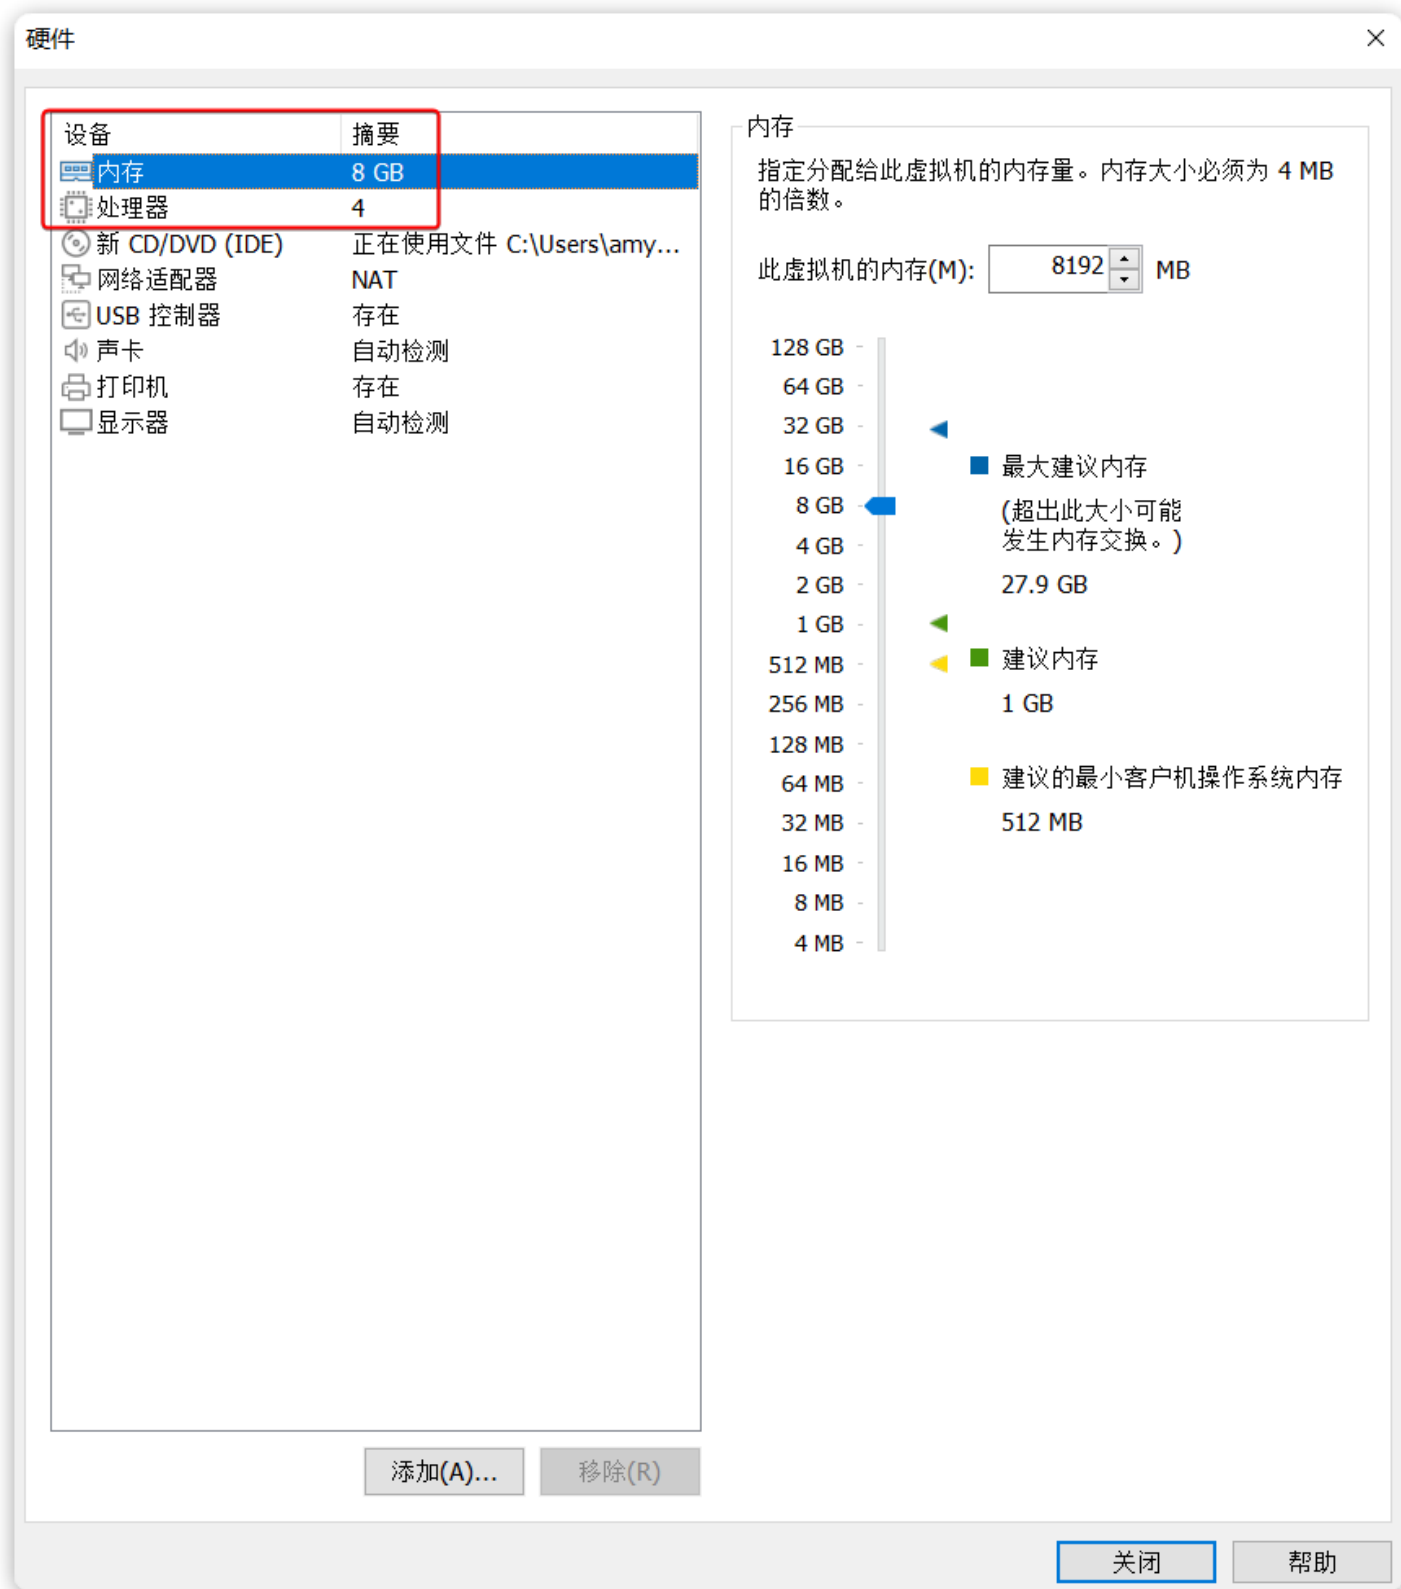 硬件
设备 摘要
内存 8 GB
处理器 4
新 CD/DVD (IDE) 正在使用文件 C:\Users\amy...
网络适配器 NAT
USB 控制器 存在
声卡 自动检测
打印机 存在
显示器 自动检测
添加(A)...
移除(R)
内存
指定分配给此虚拟机的内存量。内存大小必须为 4 MB
的倍数。
此虚拟机的内存(M): 8192 MB
128 GB
64 GB
32 GB
16 GB
8 GB
4 GB
2 GB
1 GB
512 MB
256 MB
128 MB
64 MB
32 MB
16 MB
8 MB
4 MB
最大建议内存
(超出此大小可能
发生内存交换。)
27.9 GB
建议内存
1 GB
建议的最小客户机操作系统内存
512 MB
关闭
帮助